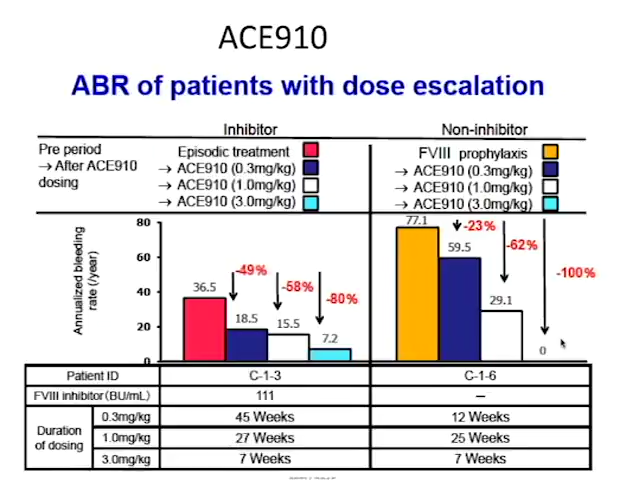 ACE910
ABR of patients with dose escalation
Inhibitor
Non-inhibitor
Pre period
→ After ACE910
dosing
Episodic treatment
→ ACE910 (0.3mg/kg)
→ ACE910 (1.0mg/kg)
→ ACE910 (3.0mg/kg)
FVIII prophylaxis
→ ACE910 (0.3mg/kg)
→ ACE910 (1.0mg/kg)
→ ACE910 (3.0mg/kg)
Annualized bleeding
rate (/year)
80
60
40
20
0
36.5
18.5
15.5
7.2
-49%
-58%
-80%
77.1
59.5
29.1
0
-23%
-62%
-100%
Patient ID C-1-3 C-1-6
FVIII inhibitor (BU/mL) 111 —
Duration
of dosing
0.3mg/kg 45 Weeks 12 Weeks
1.0mg/kg 27 Weeks 25 Weeks
3.0mg/kg 7 Weeks 7 Weeks